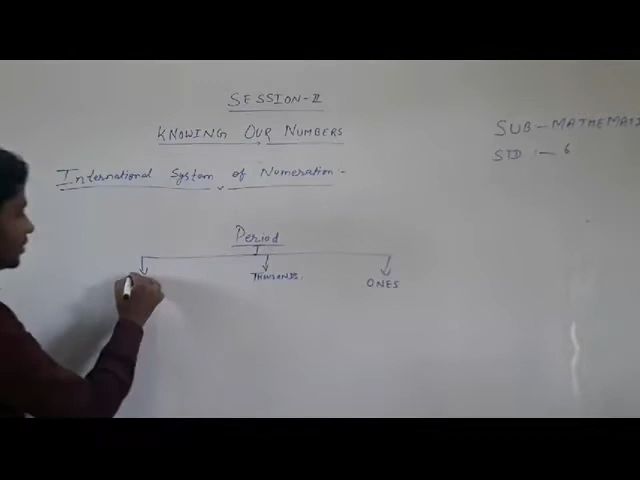 SESSION-II
KNOWING OUR NUMBERS
SUB-MATHEMATI
STD :- 6
International System of Numeration:-
Period
THOUSANDS.
ONES